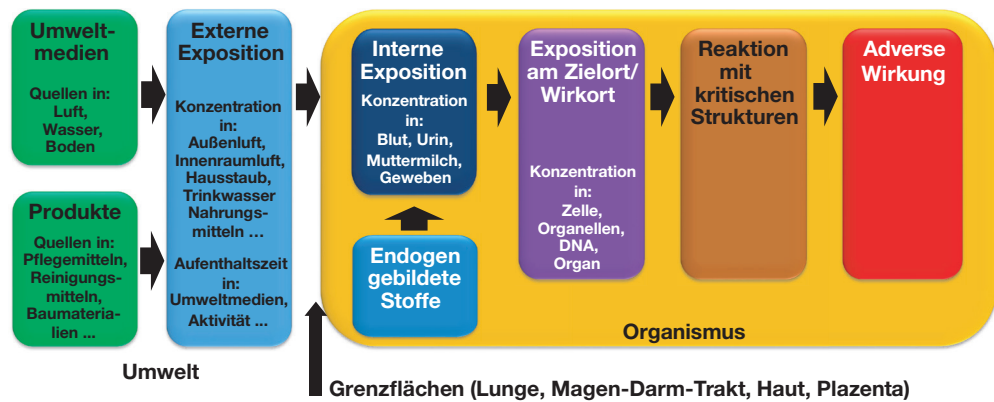 Umwelt-
medien
Quellen in:
Luft,
Wasser,
Boden
Produkte
Quellen in:
Pflegemitteln,
Reinigungs-
mitteln,
Baumateria-
lien ...
Externe
Exposition
Konzentration
in:
Außenluft,
Innenraumluft,
Hausstaub,
Trinkwasser
Nahrungs-
mitteln ...
Aufenthaltszeit
in:
Umweltmedien,
Aktivität ...
Umwelt
Interne
Exposition
Konzentration
in:
Blut, Urin,
Muttermilch,
Geweben
Endogen
gebildete
Stoffe
Exposition
am Zielort/
Wirkort
Konzentration
in:
Zelle,
Organellen,
DNA,
Organ
Reaktion
mit
kritischen
Strukturen
Adverse
Wirkung
Organismus
Grenzflächen (Lunge, Magen-Darm-Trakt, Haut, Plazenta)